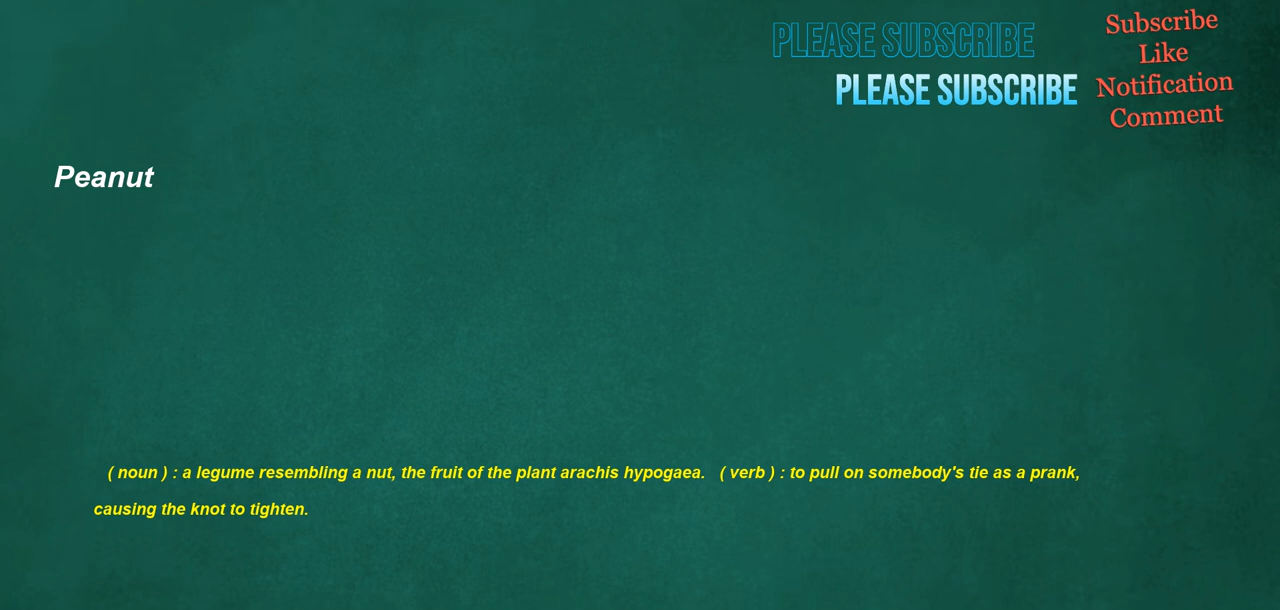 PLEASE SUBSCRIBE
PLEASE SUBSCRIBE
Subscribe
Like
Notification
Comment
Peanut
( noun ) : a legume resembling a nut, the fruit of the plant arachis hypogaea. ( verb ) : to pull on somebody's tie as a prank,
causing the knot to tighten.